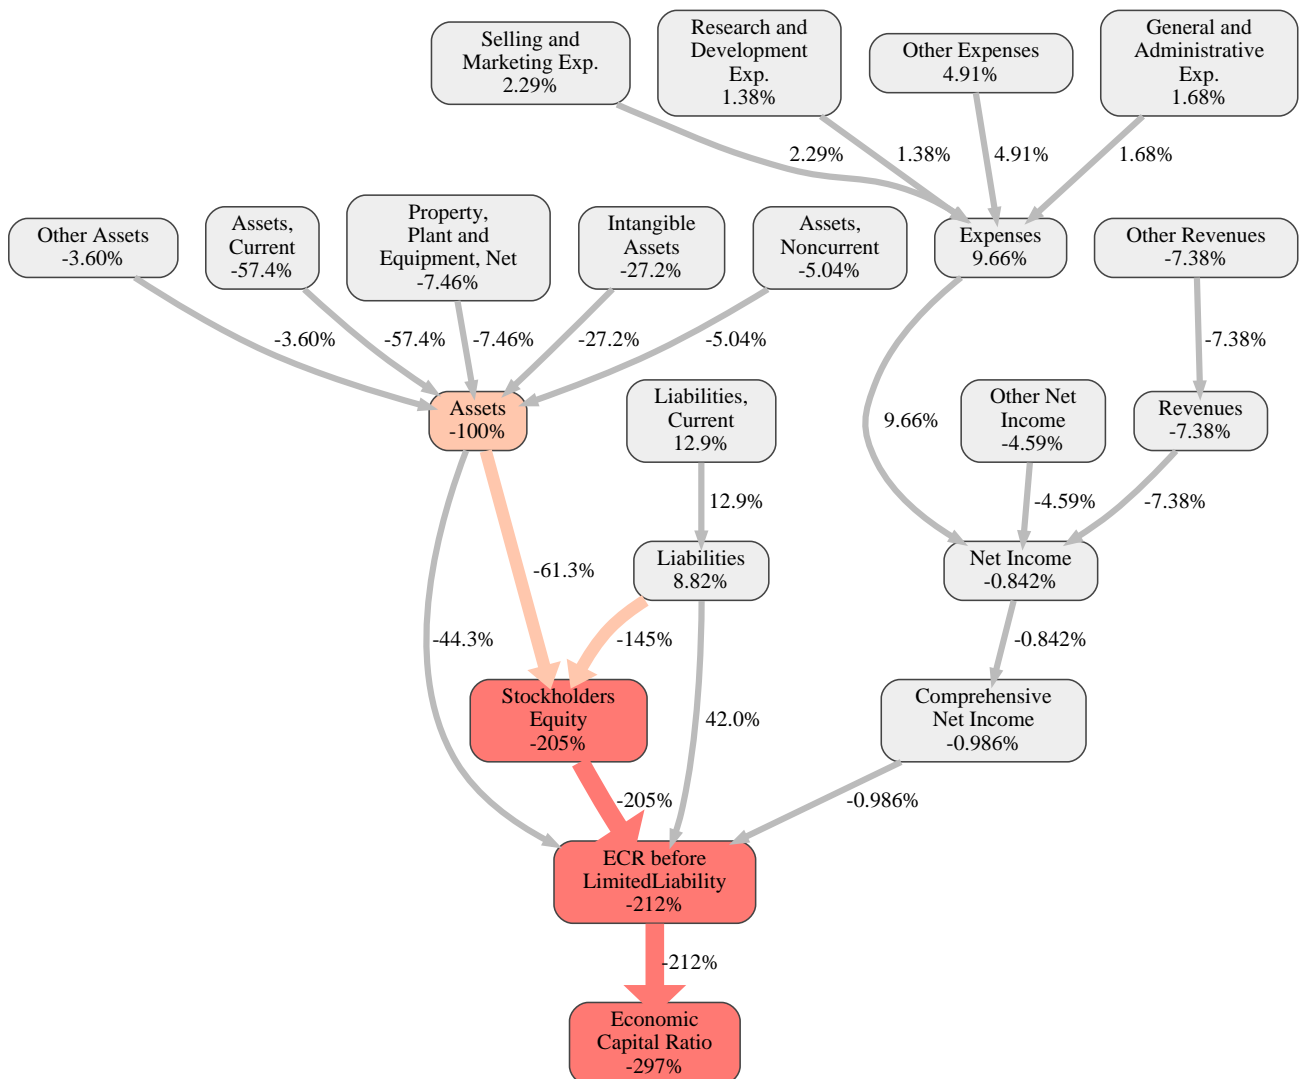 Selling and
Marketing Exp.
2.29%
Research and
Development
Exp.
1.38%
Other Expenses
4.91%
General and
Administrative
Exp.
1.68%
2.29%
1.38%
4.91%
1.68%
Other Assets
-3.60%
Assets,
Current
-57.4%
Property,
Plant and
Equipment, Net
-7.46%
Intangible
Assets
-27.2%
Assets,
Noncurrent
-5.04%
Expenses
9.66%
Other Revenues
-7.38%
-3.60%
-57.4%
-7.46%
-27.2%
-5.04%
-7.38%
Assets
-100%
Liabilities,
Current
12.9%
9.66%
Other Net
Income
-4.59%
Revenues
-7.38%
12.9%
-4.59%
-7.38%
-61.3%
Liabilities
8.82%
Net Income
-0.842%
-44.3%
-145%
-0.842%
Stockholders
Equity
-205%
42.0%
Comprehensive
Net Income
-0.986%
-205%
-0.986%
ECR before
LimitedLiability
-212%
-212%
Economic
Capital Ratio
-297%